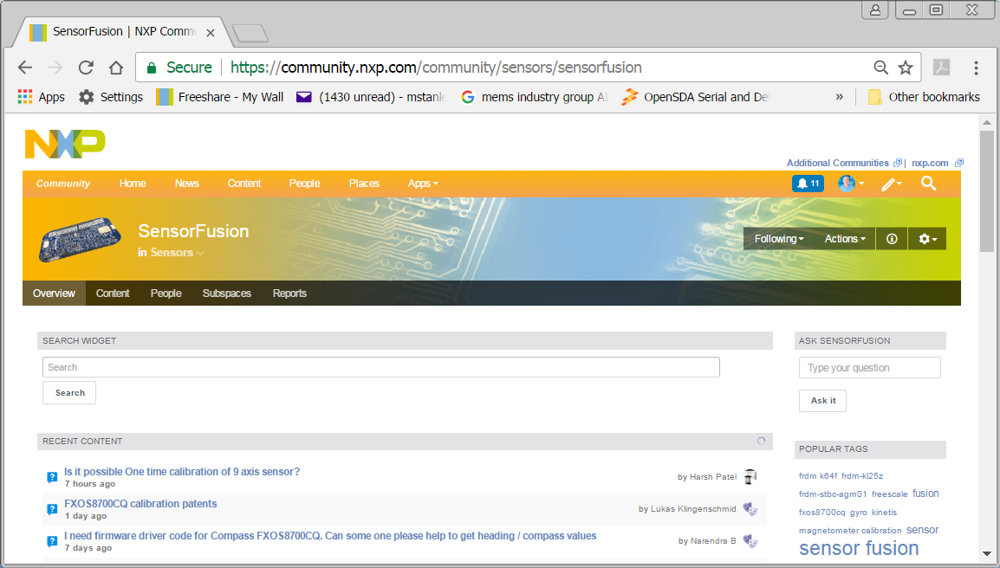 SensorFusion | NXP Comm
Secure https://community.nxp.com/community/sensors/sensorfusion
Apps Settings Freeshare - My Wall (1430 unread) - mstanl mems industry group AI OpenSDA Serial and De » Other bookmarks
NXP
Additional Communities | nxp.com
Community Home News Content People Places Apps 11
SensorFusion
in Sensors
Following Actions
Overview Content People Subspaces Reports
SEARCH WIDGET
Search
Search
ASK SENSORFUSION
Type your question
Ask it
RECENT CONTENT
Is it possible One time calibration of 9 axis sensor?
7 hours ago
by Harsh Patel
FXOS8700CQ calibration patents
1 day ago
by Lukas Klingenschmid
I need firmware driver code for Compass FXOS8700CQ. Can some one please help to get heading / compass values
7 days ago
by Narendra B
POPULAR TAGS
frdm k64f frdm-kl25z
frdm-stbc-agm01 freescale fusion
fxos8700cq gyro kinetis
magnetometer calibration sensor
sensor fusion